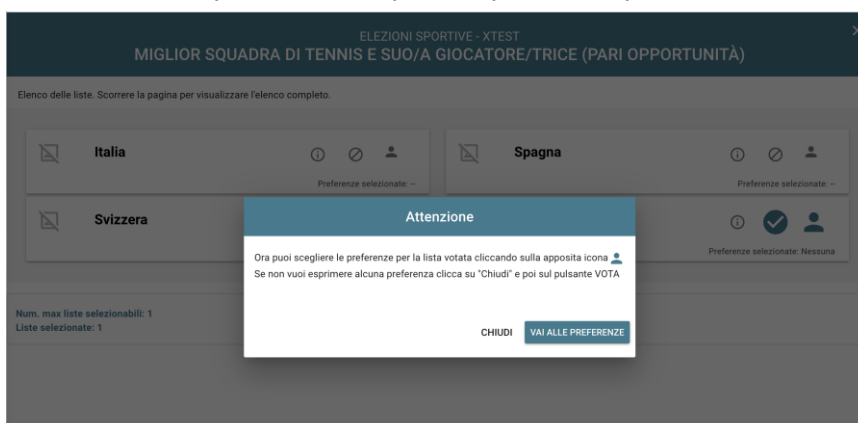 ELEZIONI SPORTIVE - XTEST
MIGLIOR SQUADRA DI TENNIS E SUO/A GIOCATORE/TRICE (PARI OPPORTUNITÀ)
Elenco delle liste. Scorrere la pagina per visualizzare l'elenco completo.
Italia
Preferenze selezionate: --
Spagna
Preferenze selezionate: --
Svizzera
Preferenze selezionate: Nessuna
Attenzione
Ora puoi scegliere le preferenze per la lista votata cliccando sulla apposita icona
Se non vuoi esprimere alcuna preferenza clicca su "Chiudi" e poi sul pulsante VOTA
CHIUDI
VAI ALLE PREFERENZE
Num. max liste selezionabili: 1
Liste selezionate: 1